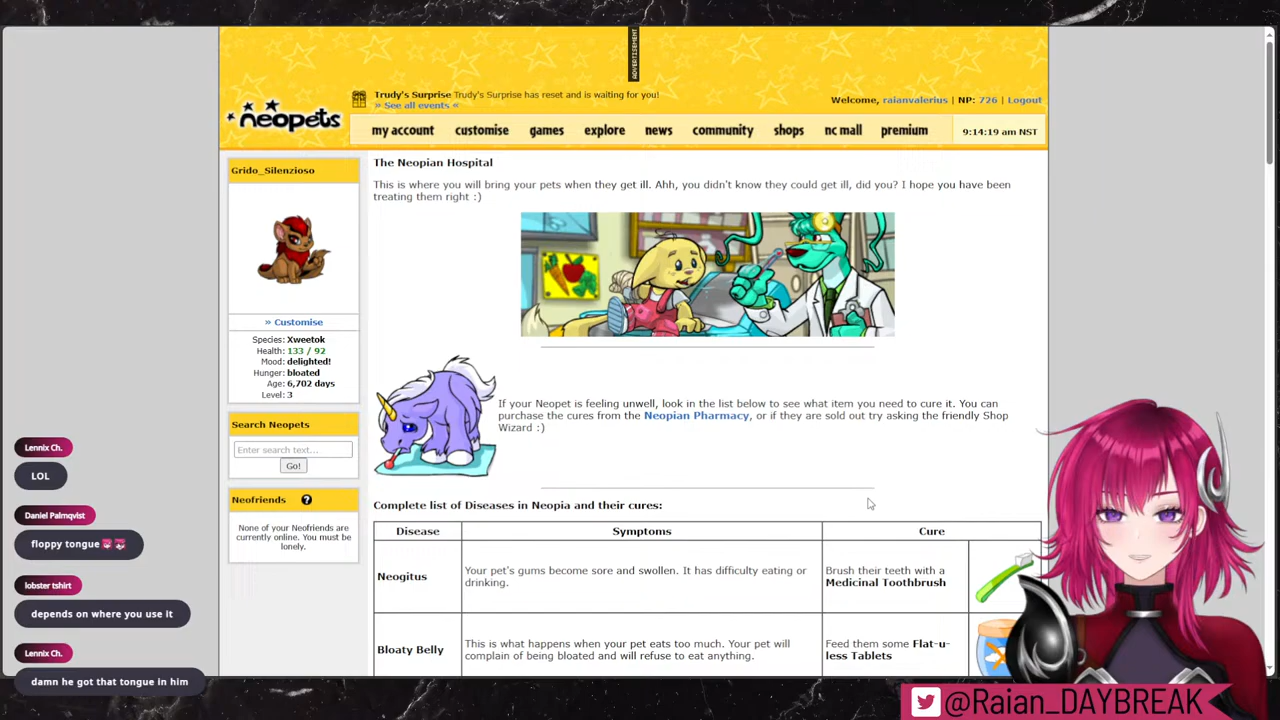 ADVERTISEMENT
Trudy's Surprise Trudy's Surprise has reset and is waiting for you!
» See all events «
Welcome, raianvalerius | NP: 726 | Logout
neopets
my account customise games explore news community shops nc mall premium
9:14:19 am NST
Grido_Silenzioso
» Customise
Species: Xweetok
Health: 133 / 92
Mood: delighted!
Hunger: bloated
Age: 6,702 days
Level: 3
Search Neopets
Enter search text...
Go!
Neofriends ?
None of your Neofriends are
currently online. You must be
lonely.
The Neopian Hospital
This is where you will bring your pets when they get ill. Ahh, you didn't know they could get ill, did you? I hope you have been
treating them right :)
If your Neopet is feeling unwell, look in the list below to see what item you need to cure it. You can
purchase the cures from the Neopian Pharmacy, or if they are sold out try asking the friendly Shop
Wizard :)
Complete list of Diseases in Neopia and their cures:
Disease Symptoms Cure
Neogitus
Your pet's gums become sore and swollen. It has difficulty eating or
drinking.
Brush their teeth with a
Medicinal Toothbrush
Bloaty Belly
This is what happens when your pet eats too much. Your pet will
complain of being bloated and will refuse to eat anything.
Feed them some Flat-u-
less Tablets
Lennix Ch.
LOL
Daniel Palmqvist
floppy tongue
lobster tshirt
depends on where you use it
Lennix Ch.
damn he got that tongue in him
@Raian_DAYBREAK